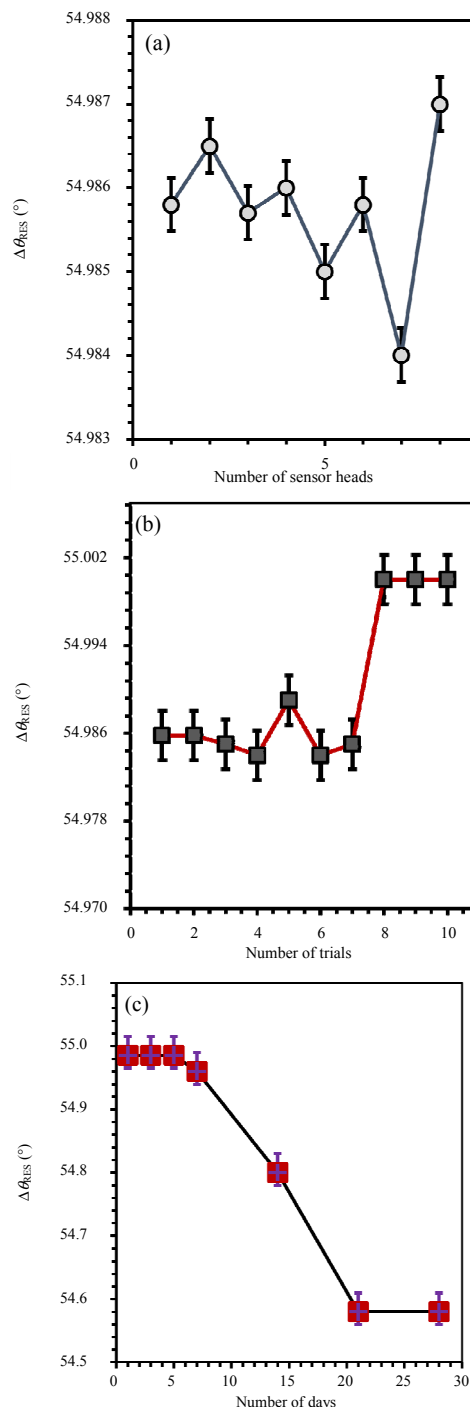 54.988
(a)
54.987
54.986
54.985
54.984
54.983
ΔθRES (°)
0 5
Number of sensor heads
(b)
55.002
54.994
54.986
54.978
54.970
ΔθRES (°)
0 2 4 6 8 10
Number of trials
55.1
(c)
55.0
54.9
54.8
54.7
54.6
54.5
ΔθRES (°)
0 5 10 15 20 25 30
Number of days